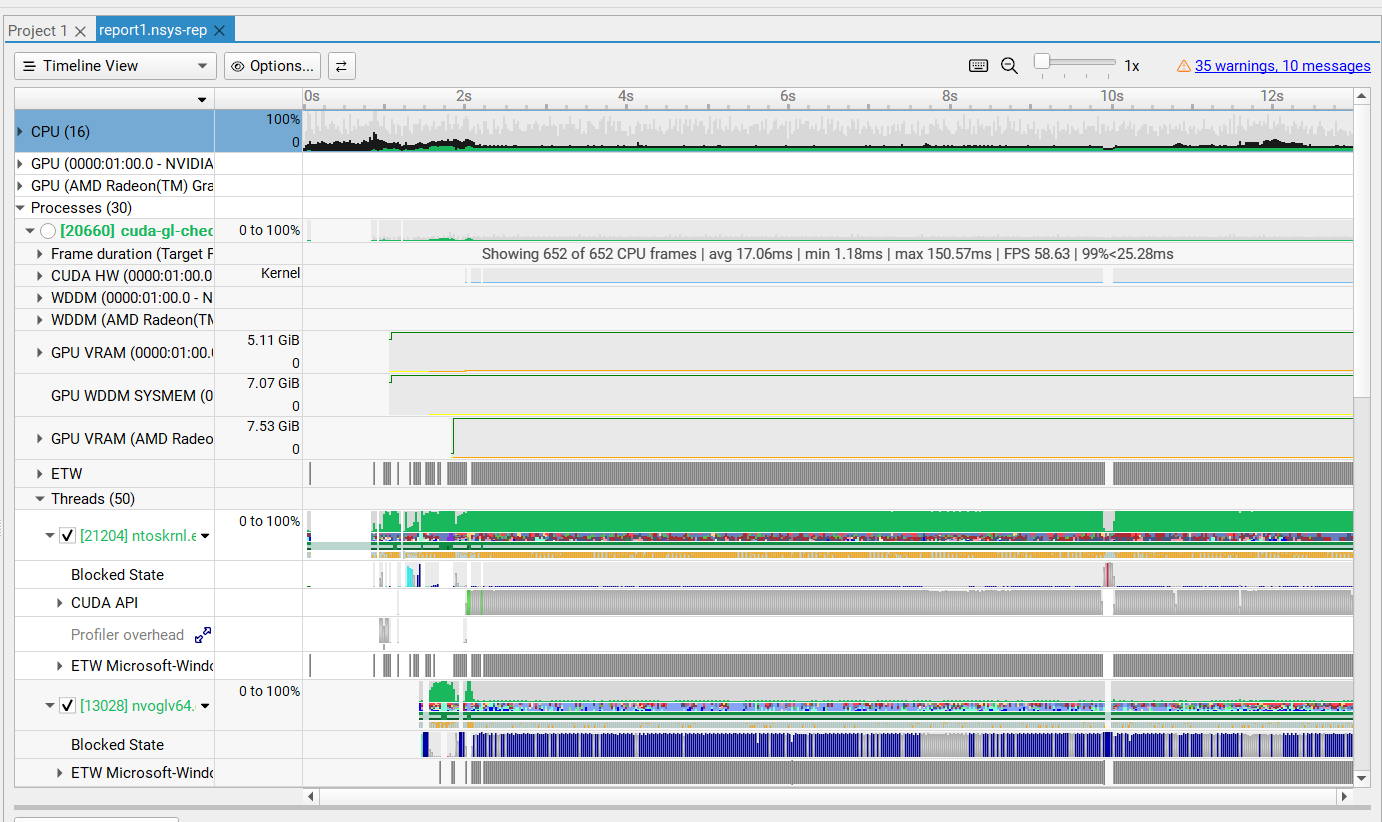 Project 1
report1.nsys-rep
Timeline View
Options...
1x
35 warnings, 10 messages
0s 2s 4s 6s 8s 10s 12s
CPU (16)
100%
0
GPU (0000:01:00.0 - NVIDIA
GPU (AMD Radeon(TM) Gra
Processes (30)
[20660] cuda-gl-chec
0 to 100%
Frame duration (Target F
Showing 652 of 652 CPU frames | avg 17.06ms | min 1.18ms | max 150.57ms | FPS 58.63 | 99%<25.28ms
CUDA HW (0000:01:00.0
Kernel
WDDM (0000:01:00.0 - N
WDDM (AMD Radeon(TM
GPU VRAM (0000:01:00.
5.11 GiB
0
GPU WDDM SYSMEM (0
7.07 GiB
0
GPU VRAM (AMD Radeo
7.53 GiB
0
ETW
Threads (50)
[21204] ntoskrnl.e
0 to 100%
Blocked State
CUDA API
Profiler overhead
ETW Microsoft-Windo
[13028] nvoglv64.
0 to 100%
Blocked State
ETW Microsoft-Windo